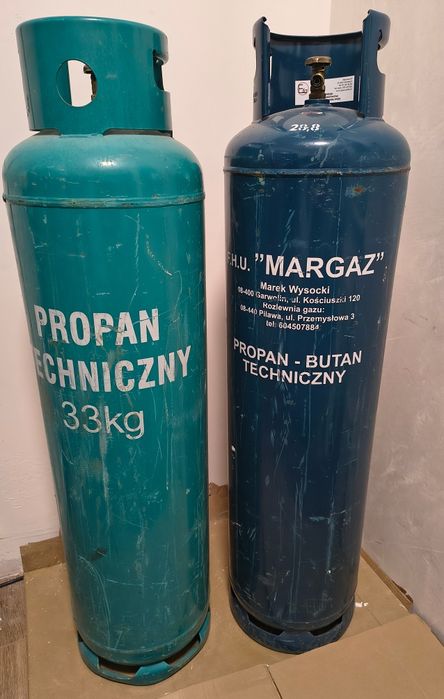 PROPAN
TECHNICZNY
33kg
28,8
F.H.U. "MARGAZ"
Marek Wysocki
08-400 Garwolin, ul. Kościuszki 120
Rozlewnia gazu:
08-440 Pilawa, ul. Przemysłowa 3
tel: 604507884
PROPAN - BUTAN
TECHNICZNY